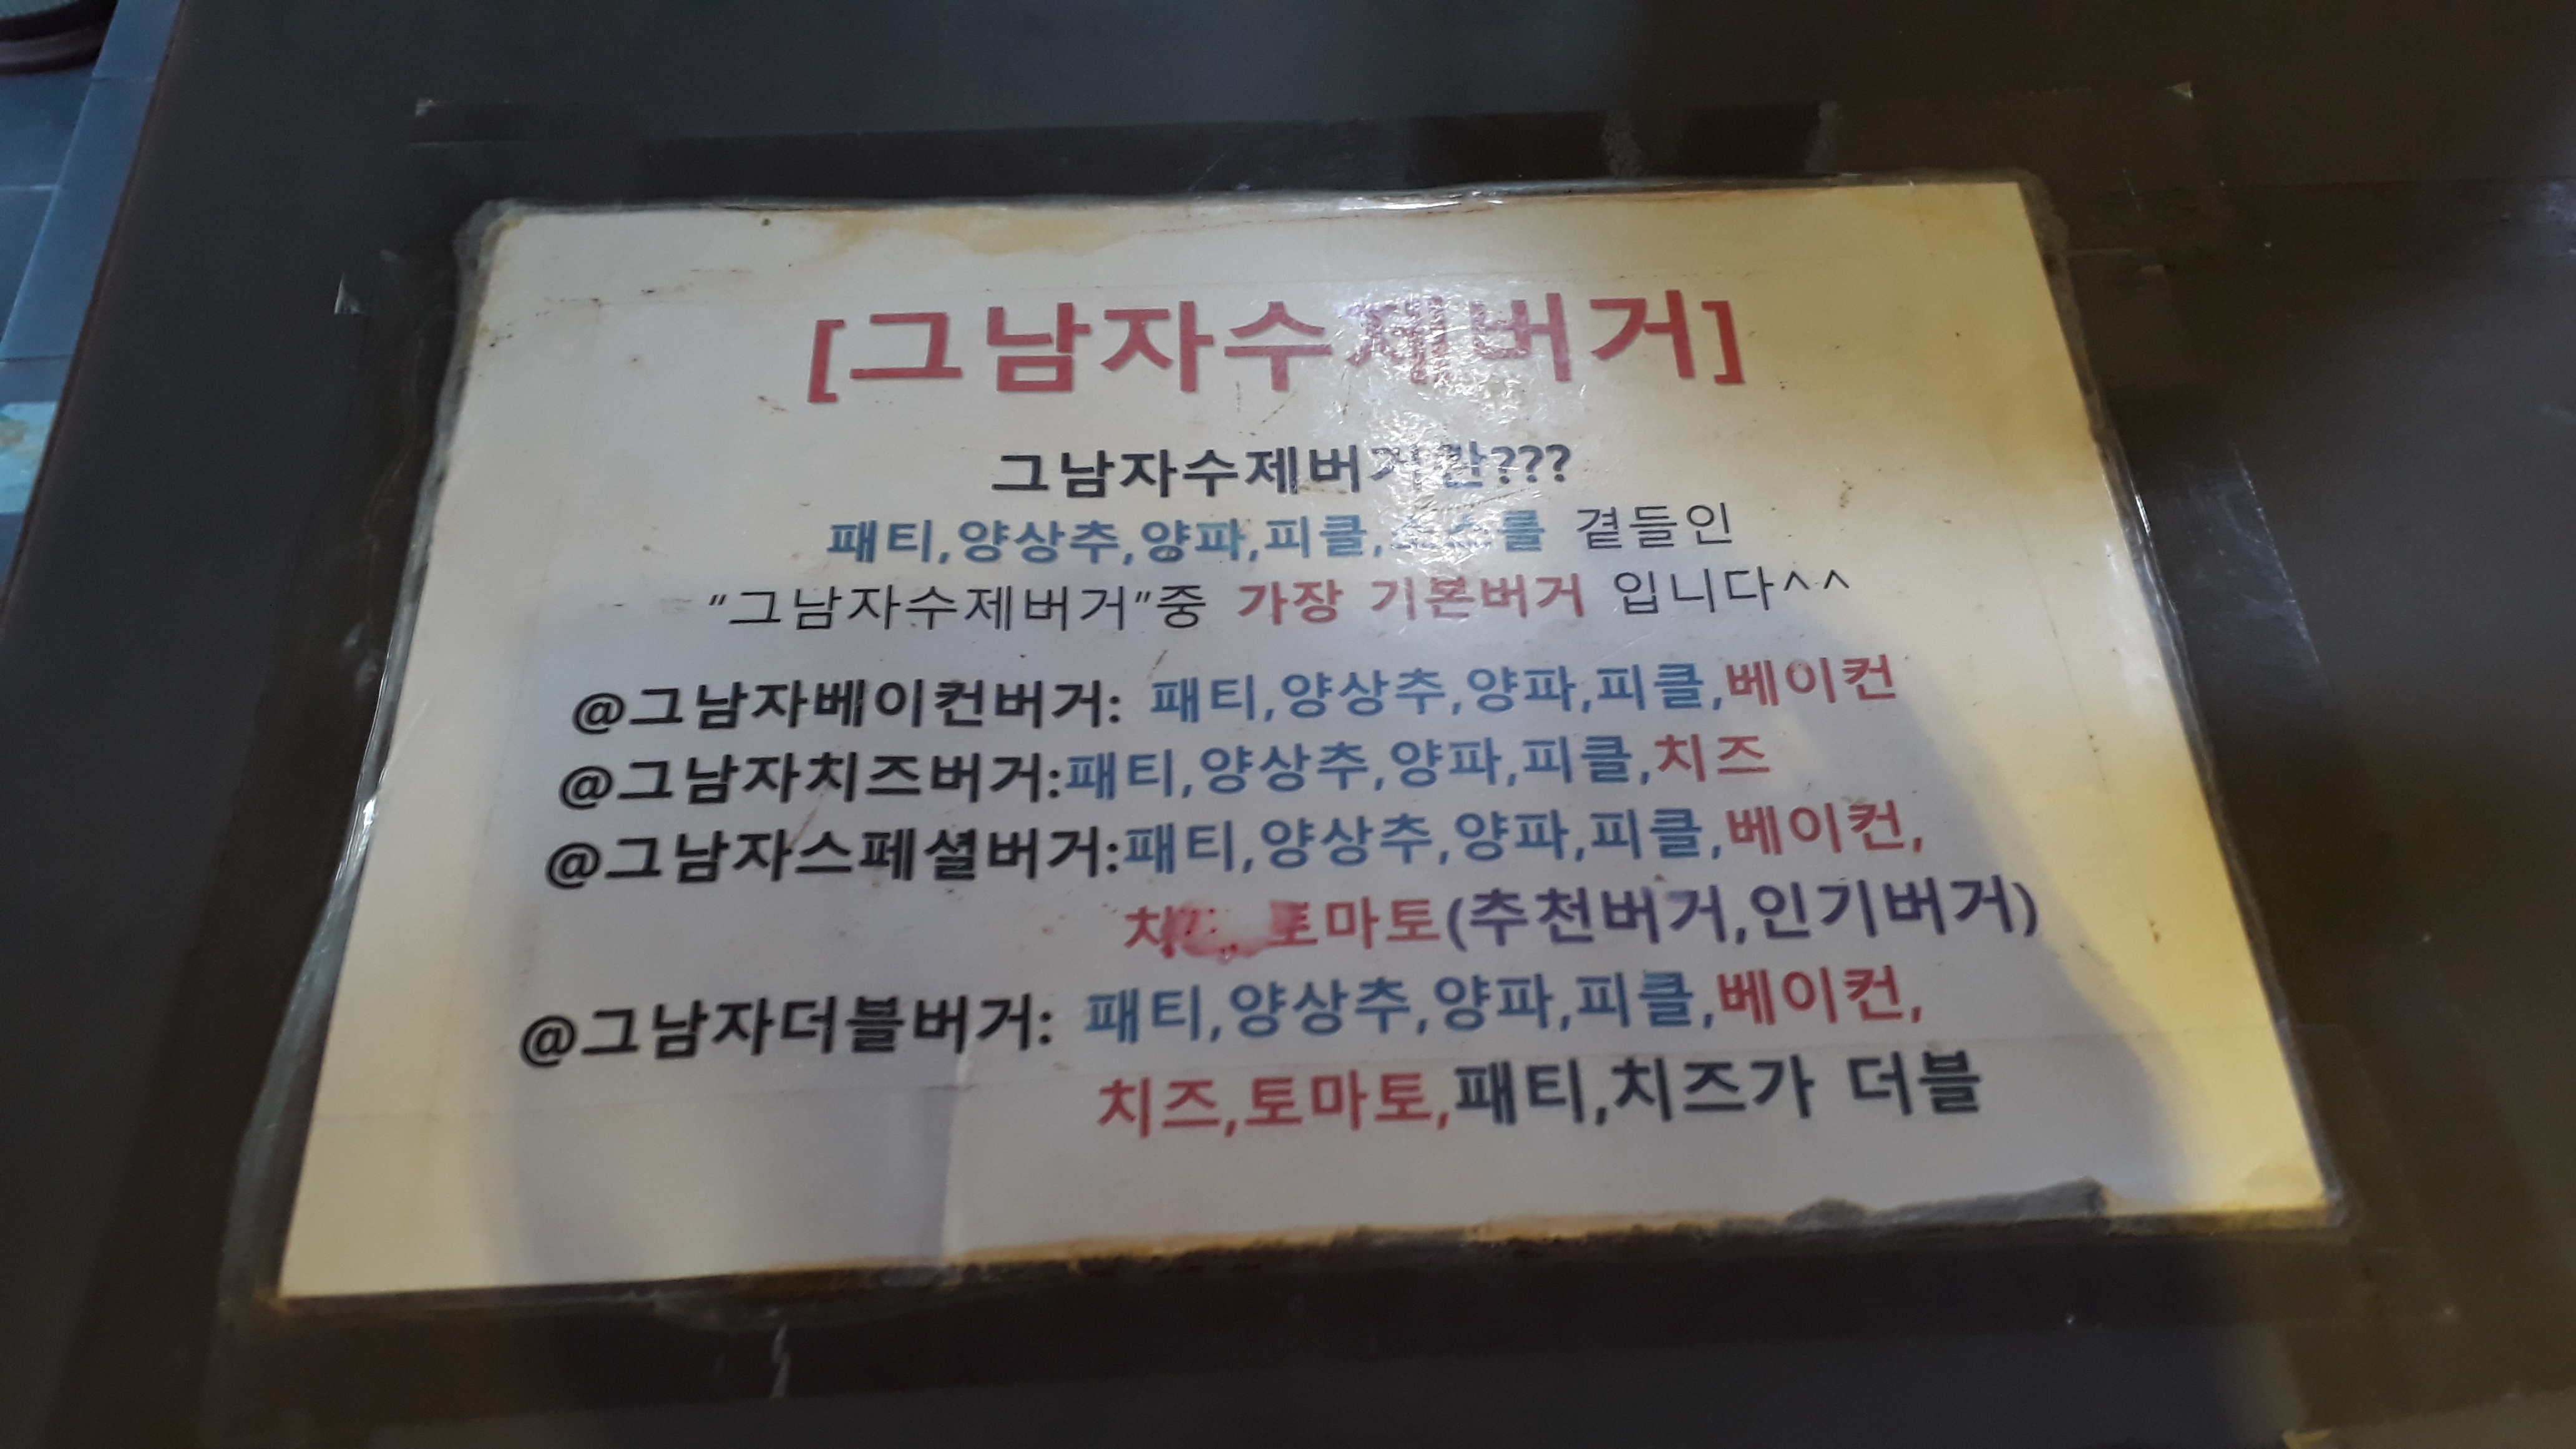 [그남자수제버거]
그남자수제버거란???
패티,양상추,양파,피클,소스를 곁들인
“그남자수제버거”중 가장 기본버거 입니다^^
@그남자베이컨버거: 패티,양상추,양파,피클,베이컨
@그남자치즈버거:패티,양상추,양파,피클,치즈
@그남자스페셜버거:패티,양상추,양파,피클,베이컨,
토마토(추천버거,인기버거)
@그남자더블버거: 패티,양상추,양파,피클,베이컨,
치즈,토마토,패티,치즈가 더블